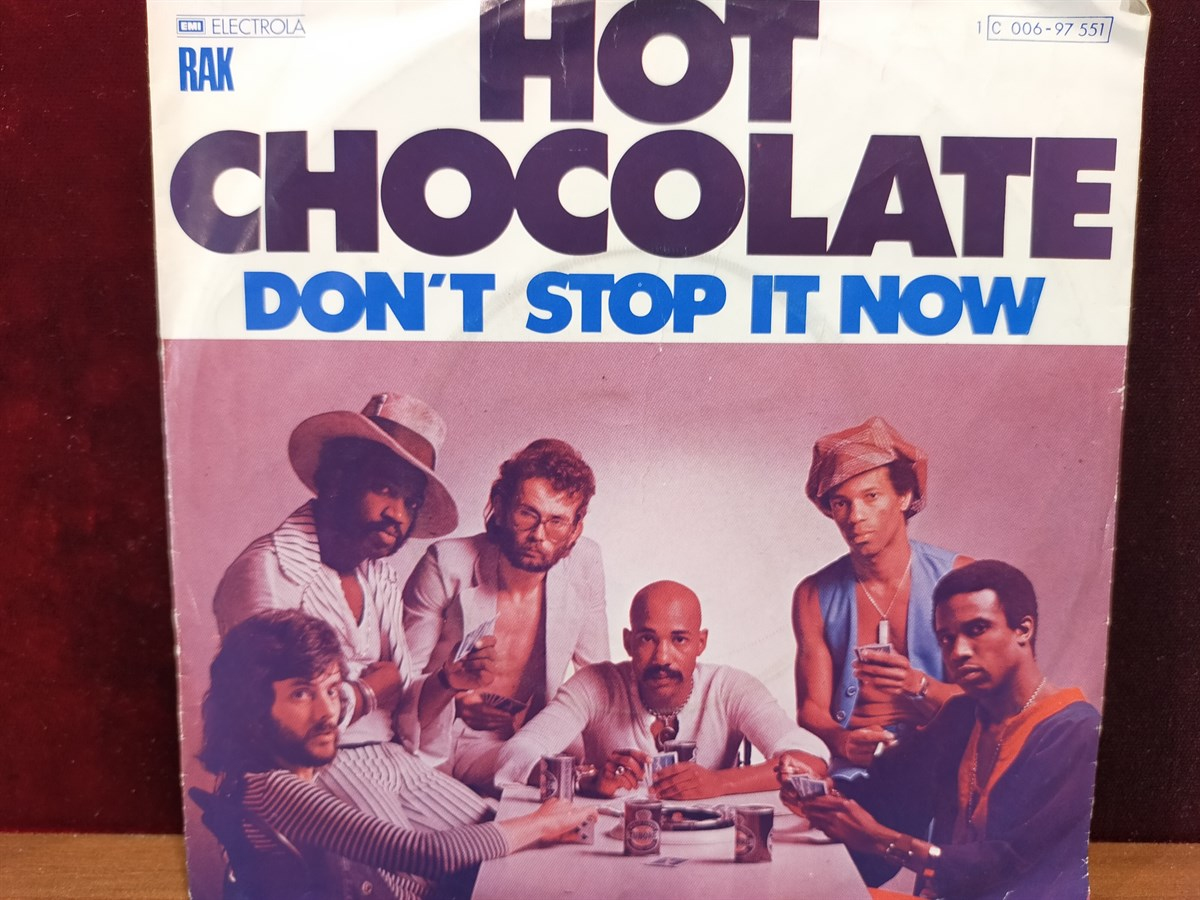 EMI ELECTROLA
RAK
1 C 006-97 551
HOT
CHOCOLATE
DON'T STOP IT NOW